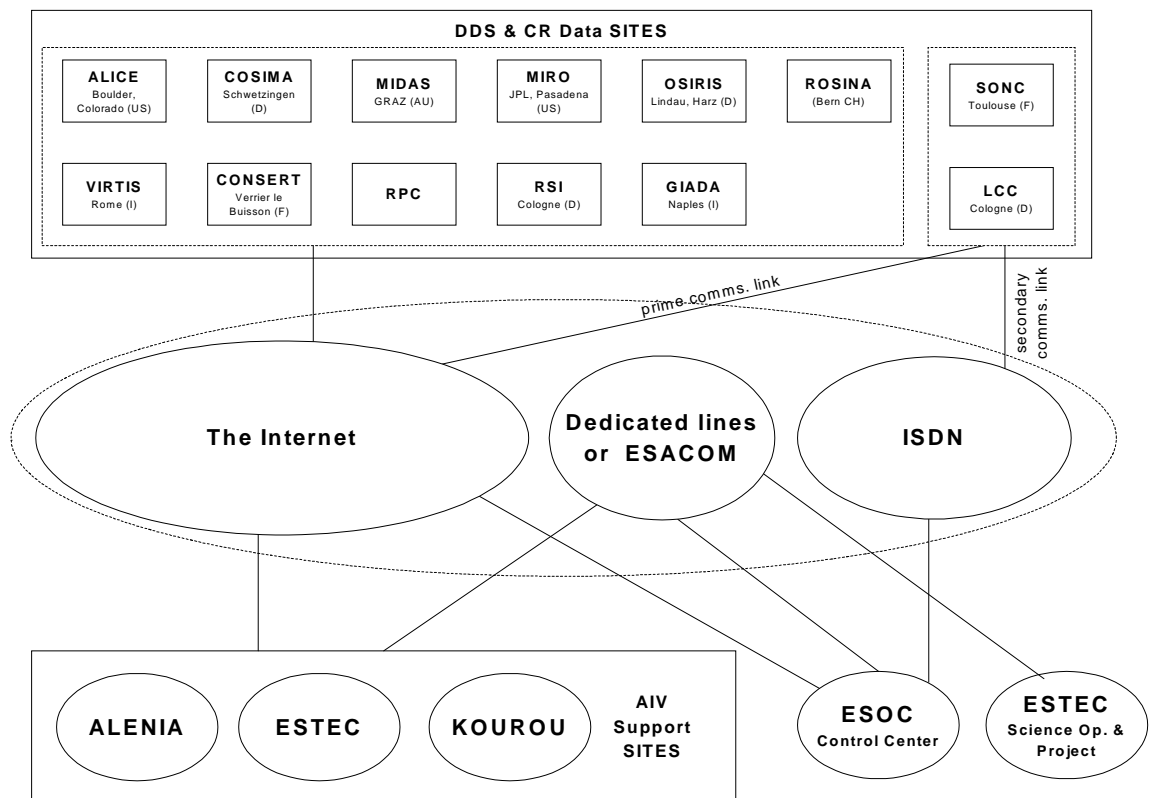 DDS & CR Data SITES
ALICE
Boulder,
Colorado (US)
COSIMA
Schwetzingen
(D)
MIDAS
GRAZ (AU)
MIRO
JPL, Pasadena
(US)
OSIRIS
Lindau, Harz (D)
ROSINA
(Bern CH)
SONC
Toulouse (F)
VIRTIS
Rome (I)
CONSERT
Verrier le
Buisson (F)
RPC
RSI
Cologne (D)
GIADA
Naples (I)
LCC
Cologne (D)
prime comms. link
secondary
comms. link
The Internet
Dedicated lines
or ESACOM
ISDN
ALENIA
ESTEC
KOUROU
AIV
Support
SITES
ESOC
Control Center
ESTEC
Science Op. &
Project